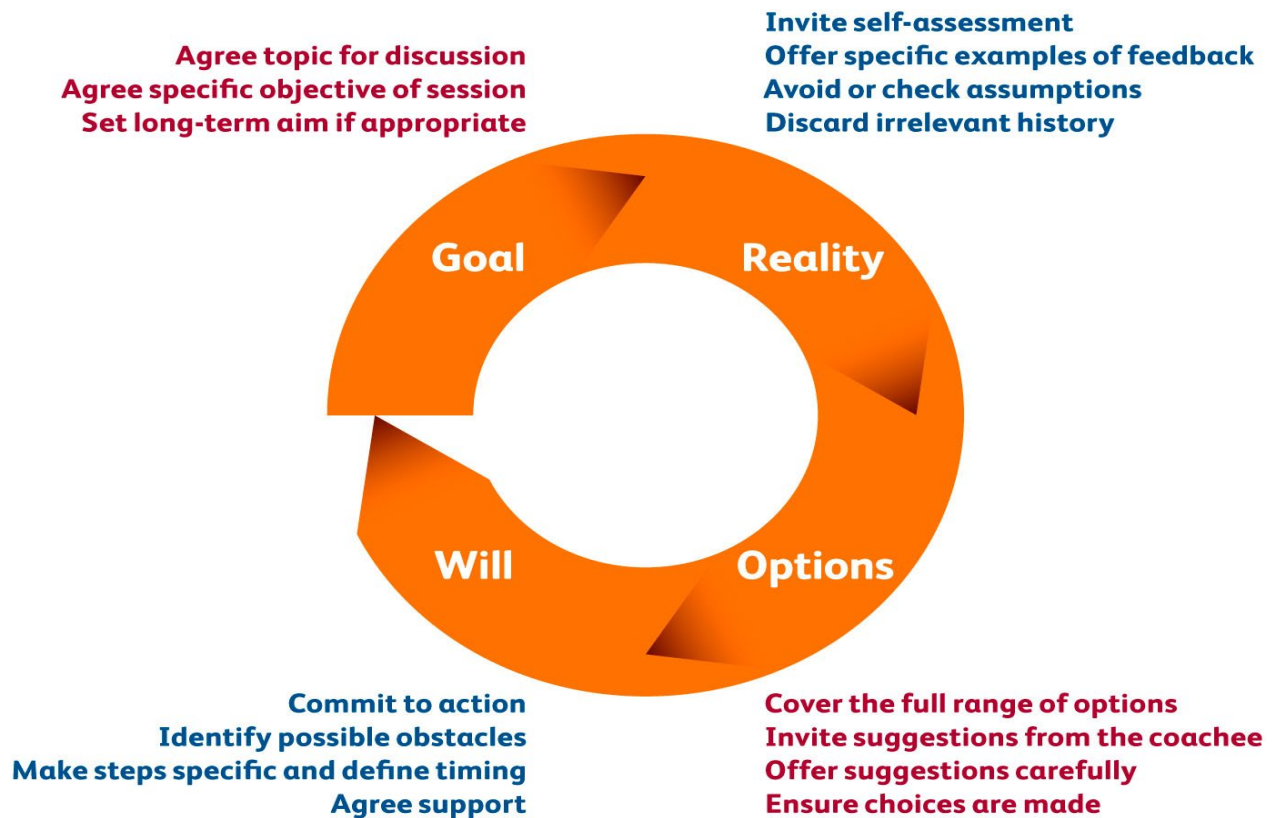 Agree topic for discussion
Agree specific objective of session
Set long-term aim if appropriate
Invite self-assessment
Offer specific examples of feedback
Avoid or check assumptions
Discard irrelevant history
Goal
Reality
Will
Options
Commit to action
Identify possible obstacles
Make steps specific and define timing
Agree support
Cover the full range of options
Invite suggestions from the coachee
Offer suggestions carefully
Ensure choices are made